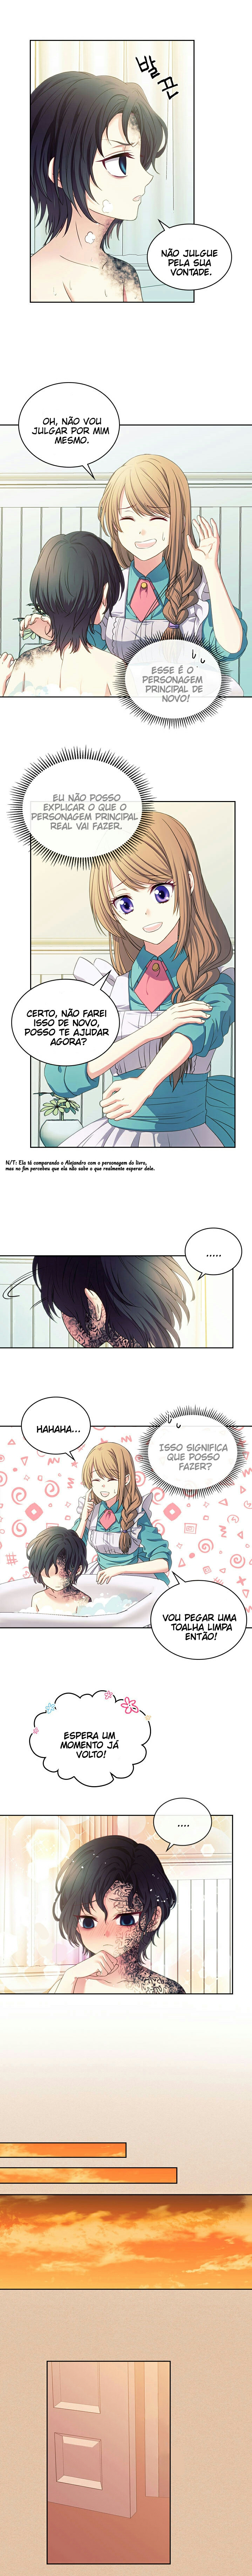 발끈
NÃO JULGUE
PELA SUA
VONTADE.
OH, NÃO VOU
JULGAR POR MIM
MESMO.
ESSE É O
PERSONAGEM
PRINCIPAL DE
NOVO!
EU NÃO POSSO
EXPLICAR O QUE O
PERSONAGEM PRINCIPAL
REAL VAI FAZER.
CERTO, NÃO FAREI
ISSO DE NOVO,
POSSO TE AJUDAR
AGORA?
N/T: Ela tá comparando o Alejandro com o personagem do livro,
mas no fim percebeu que ela não sabe o que realmente esperar dele.
.....
HAHAHA...
ISSO SIGNIFICA
QUE POSSO
FAZER?
VOU PEGAR UMA
TOALHA LIMPA
ENTÃO!
ESPERA UM
MOMENTO JÁ
VOLTO!
....